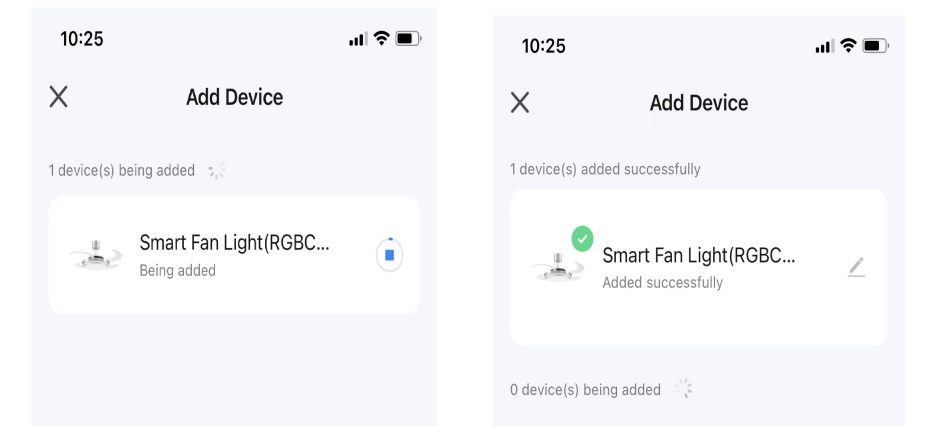 10:25
Add Device
1 device(s) being added
Smart Fan Light(RGBC...
Being added
10:25
Add Device
1 device(s) added successfully
Smart Fan Light(RGBC...
Added successfully
0 device(s) being added